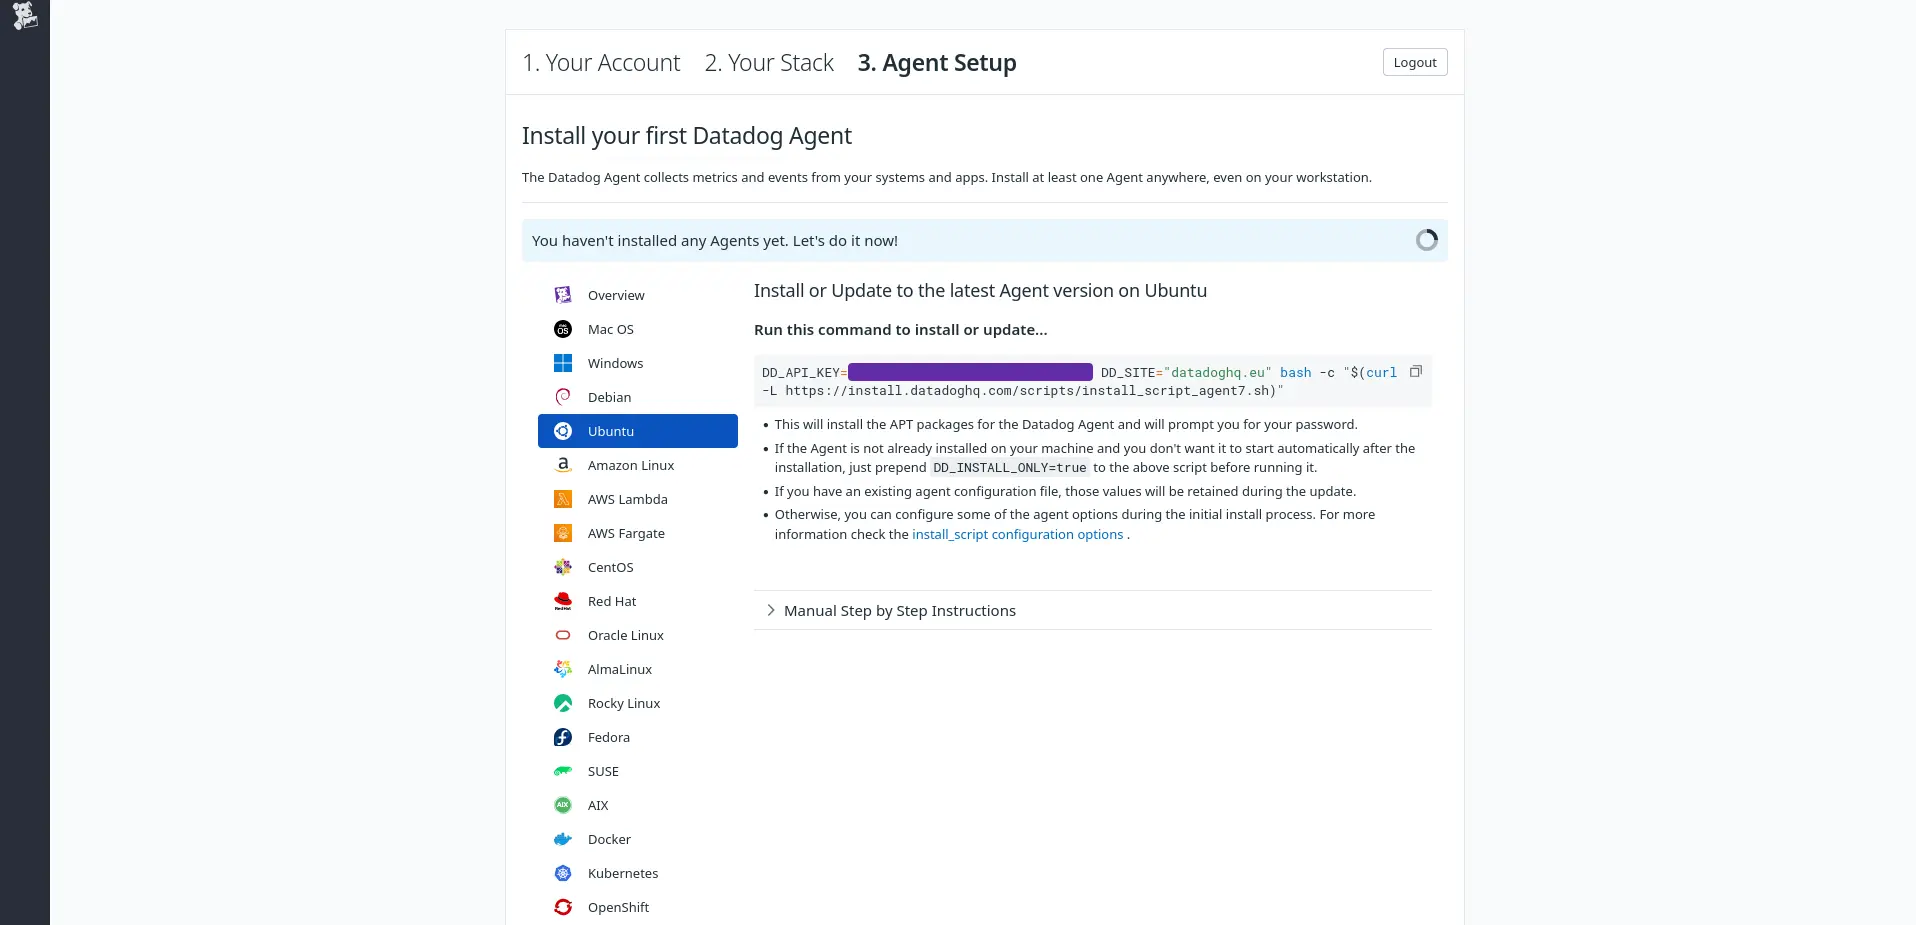 1. Your Account 2. Your Stack 3. Agent Setup
Logout
Install your first Datadog Agent
The Datadog Agent collects metrics and events from your systems and apps. Install at least one Agent anywhere, even on your workstation.
You haven't installed any Agents yet. Let's do it now!
Overview
Mac OS
Windows
Debian
Ubuntu
Amazon Linux
AWS Lambda
AWS Fargate
CentOS
Red Hat
Oracle Linux
AlmaLinux
Rocky Linux
Fedora
SUSE
AIX
Docker
Kubernetes
OpenShift
Install or Update to the latest Agent version on Ubuntu
Run this command to install or update...
DD_API_KEY= DD_SITE="datadoghq.eu" bash -c "$(curl
-L https://install.datadoghq.com/scripts/install_script_agent7.sh)"
• This will install the APT packages for the Datadog Agent and will prompt you for your password.
• If the Agent is not already installed on your machine and you don't want it to start automatically after the
installation, just prepend DD_INSTALL_ONLY=true to the above script before running it.
• If you have an existing agent configuration file, those values will be retained during the update.
• Otherwise, you can configure some of the agent options during the initial install process. For more
information check the install_script configuration options .
Manual Step by Step Instructions